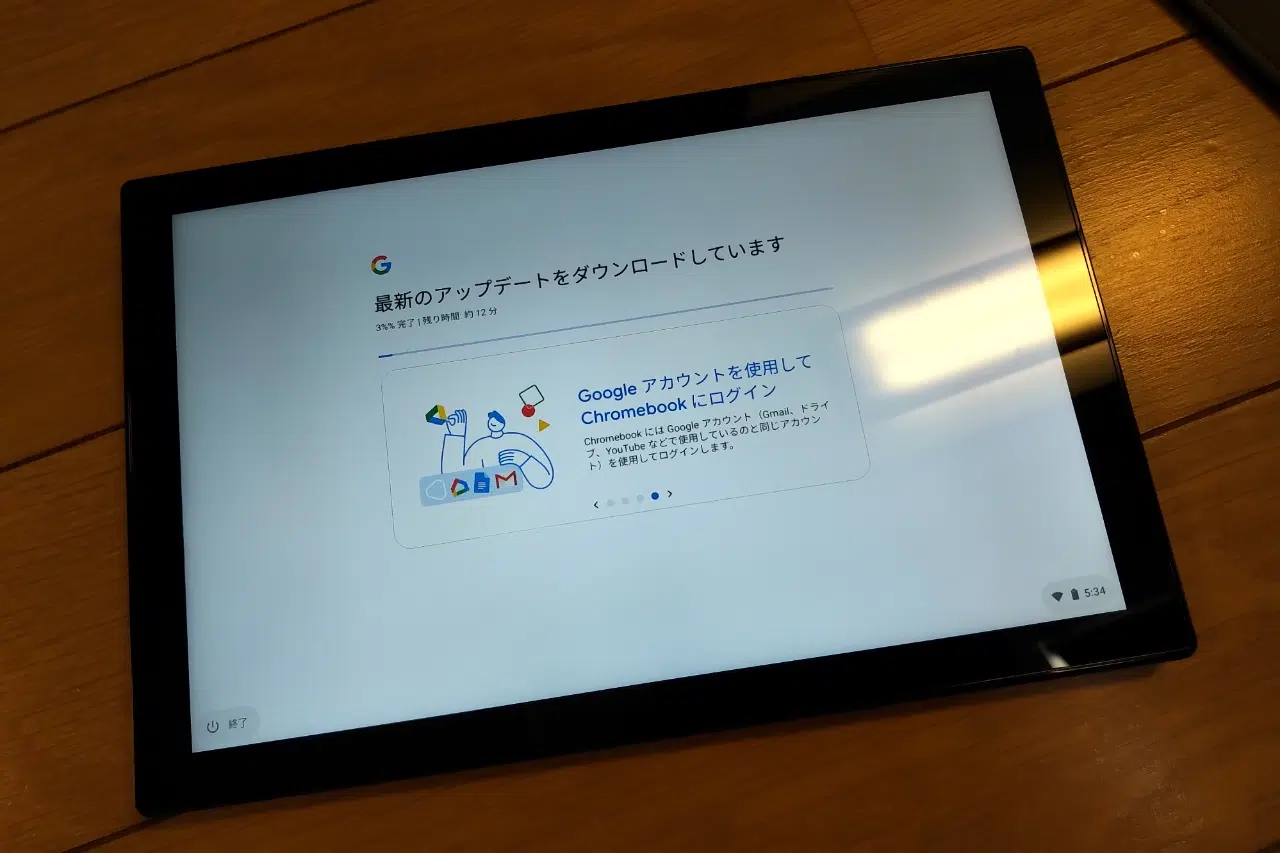 最新のアップデートをダウンロードしています
3%% 完了 | 残り時間: 約 12 分
Google アカウントを使用して
Chromebook にログイン
Chromebook には Google アカウント（Gmail、ドライ
ブ、YouTube などで使用しているのと同じアカウン
ト）を使用してログインします。
5:34
終了